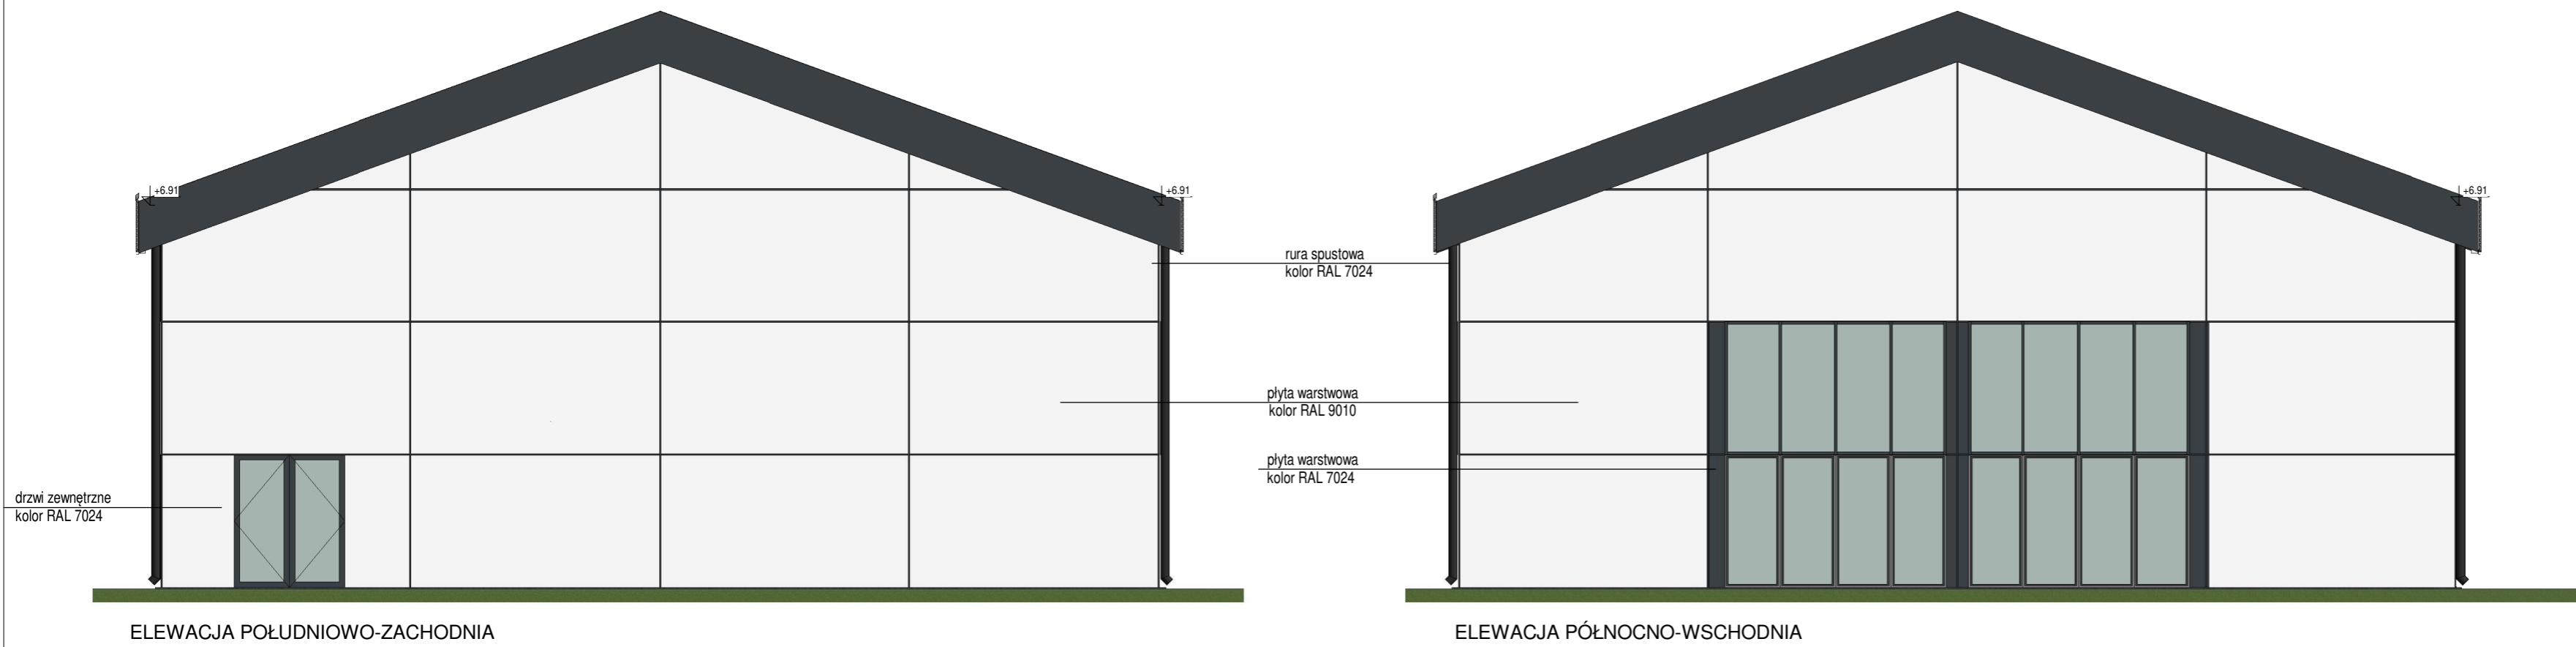 +6.91
+6.91
+6.91
rura spustowa
kolor RAL 7024
płyta warstwowa
kolor RAL 9010
płyta warstwowa
kolor RAL 7024
drzwi zewnętrzne
kolor RAL 7024
ELEWACJA POŁUDNIOWO-ZACHODNIA
ELEWACJA PÓŁNOCNO-WSCHODNIA